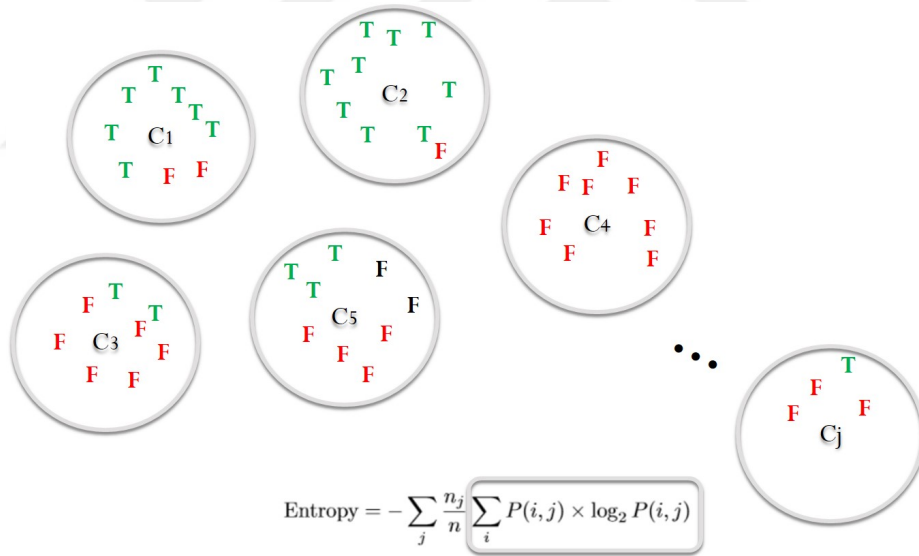 T
T T
T
T C1 T
T F F
T T T
T T
C2 T
T
T T
F
F
F F F
F C4 F
F F
T
F T
F
F C3 F
F F
T
T F
T
C5 F
F F
F
F
• • •
T
F
F F
Cj
Entropy = − ∑_j n_j/n ∑_i P(i, j) × log₂ P(i, j)